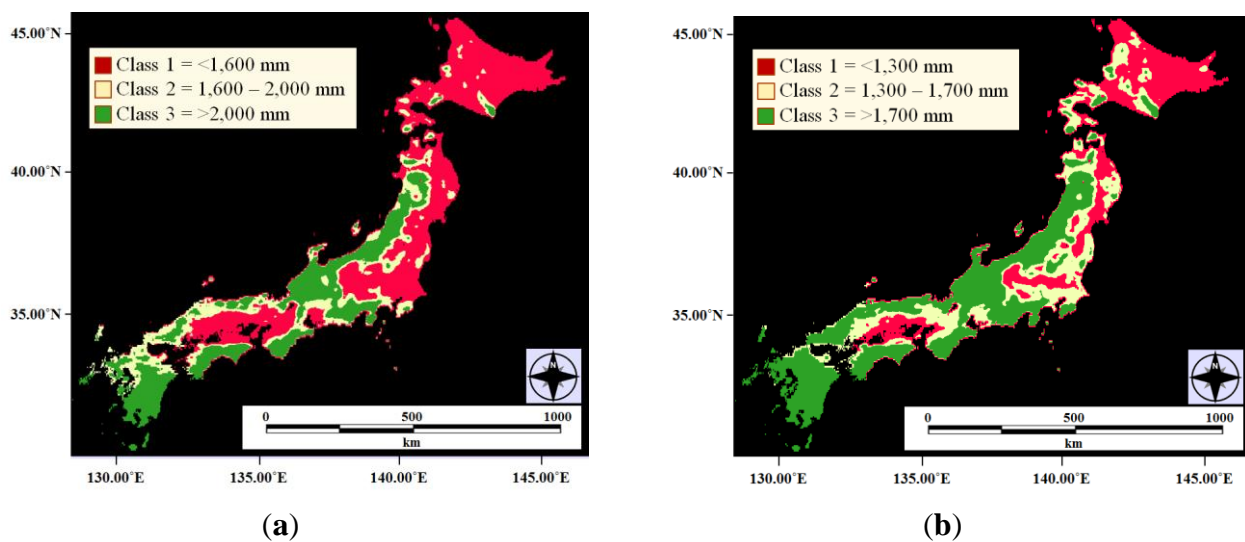 45.00°N
Class 1 = <1,600 mm
Class 2 = 1,600 – 2,000 mm
Class 3 = >2,000 mm
40.00°N
35.00°N
N
0 500 1000
km
130.00°E 135.00°E 140.00°E 145.00°E
(a)
45.00°N
Class 1 = <1,300 mm
Class 2 = 1,300 – 1,700 mm
Class 3 = >1,700 mm
40.00°N
35.00°N
N
0 500 1000
km
130.00°E 135.00°E 140.00°E 145.00°E
(b)